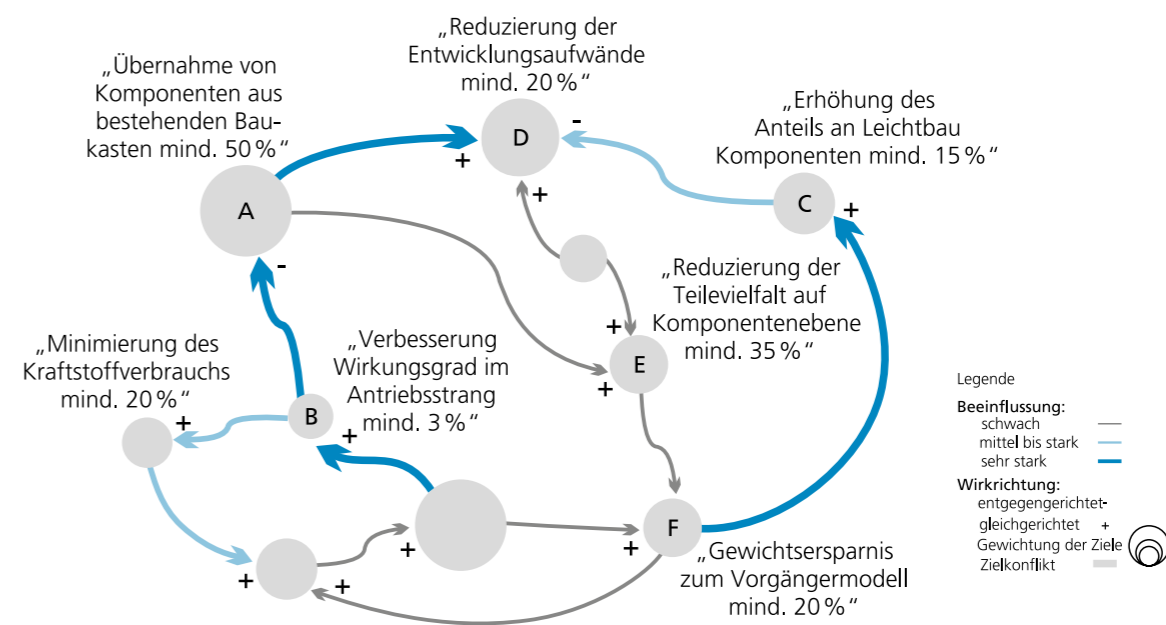 „Reduzierung der
Entwicklungsaufwände
mind. 20 %“
„Übernahme von
Komponenten aus
bestehenden Bau-
kasten mind. 50 %“
„Erhöhung des
Anteils an Leichtbau
Komponenten mind. 15 %“
-
D
+
+
C
+
A
-
„Reduzierung der
Teilevielfalt auf
Komponentenebene
mind. 35 %“
+
E
+
„Minimierung des
Kraftstoffverbrauchs
mind. 20 %“
„Verbesserung
Wirkungsgrad im
Antriebsstrang
mind. 3 %“
+
B
+
F
+
+
+
+
„Gewichtsersparnis
zum Vorgängermodell
mind. 20 %“
Legende
Beeinflussung:
schwach
mittel bis stark
sehr stark
Wirkrichtung:
entgegengerichtet-
gleichgerichtet +
Gewichtung der Ziele
Zielkonflikt